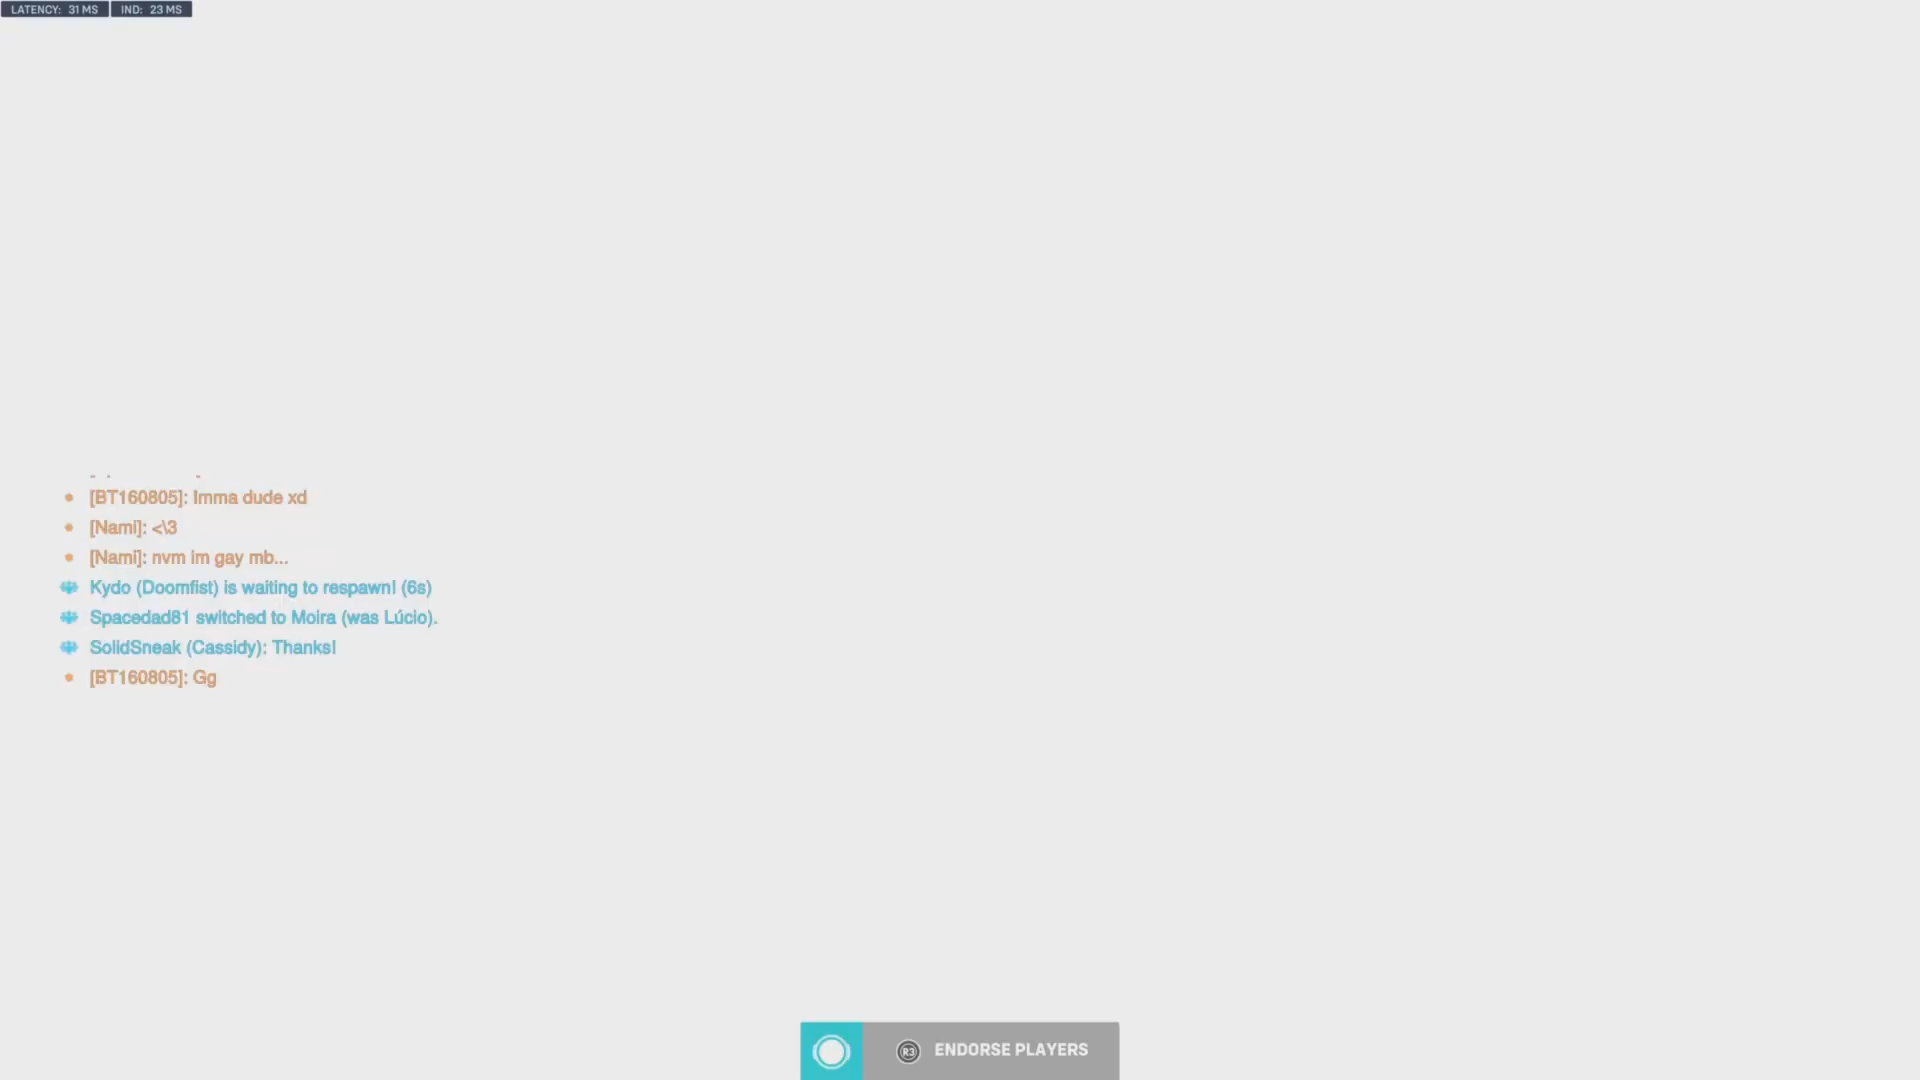 LATENCY: 31 MS IND: 23 MS
[BT160805]: Imma dude xd
[Nami]: <\3
[Nami]: nvm im gay mb...
Kydo (Doomfist) is waiting to respawn! (6s)
Spacedad81 switched to Moira (was Lúcio).
SolidSneak (Cassidy): Thanks!
[BT160805]: Gg
R3 ENDORSE PLAYERS